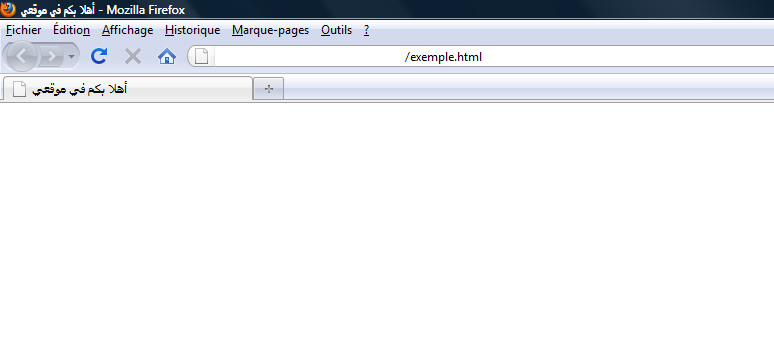 أهلا بكم في موقعي - Mozilla Firefox
Fichier Édition Affichage Historique Marque-pages Outils ?
/exemple.html
أهلا بكم في موقعي